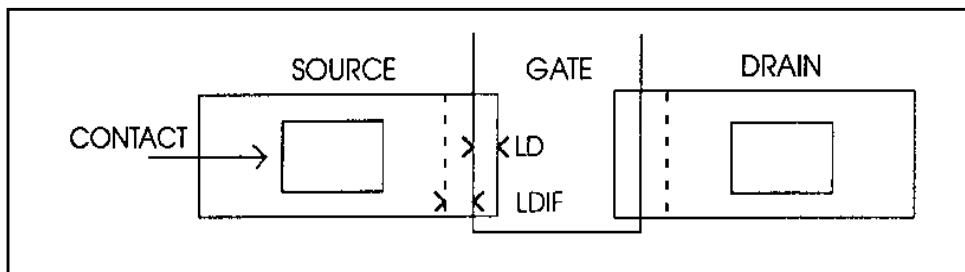 SOURCE GATE DRAIN
CONTACT
LD
LDIF